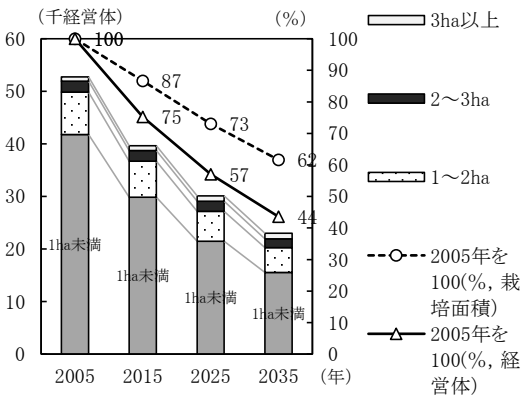 (千経営体)
(%)
60
50
40
30
20
10
0
100
90
80
70
60
50
40
30
20
10
0
100
87
73
62
75
57
44
1ha未満
1ha未満
1ha未満
1ha未満
2005
2015
2025
2035
(年)
3ha以上
2～3ha
1～2ha
2005年を
100(%, 栽
培面積)
2005年を
100(%, 経
営体)